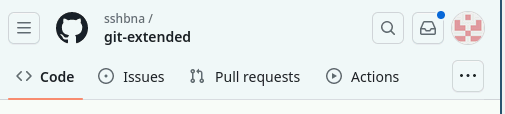 sshbna /
git-extended
Code Issues Pull requests Actions